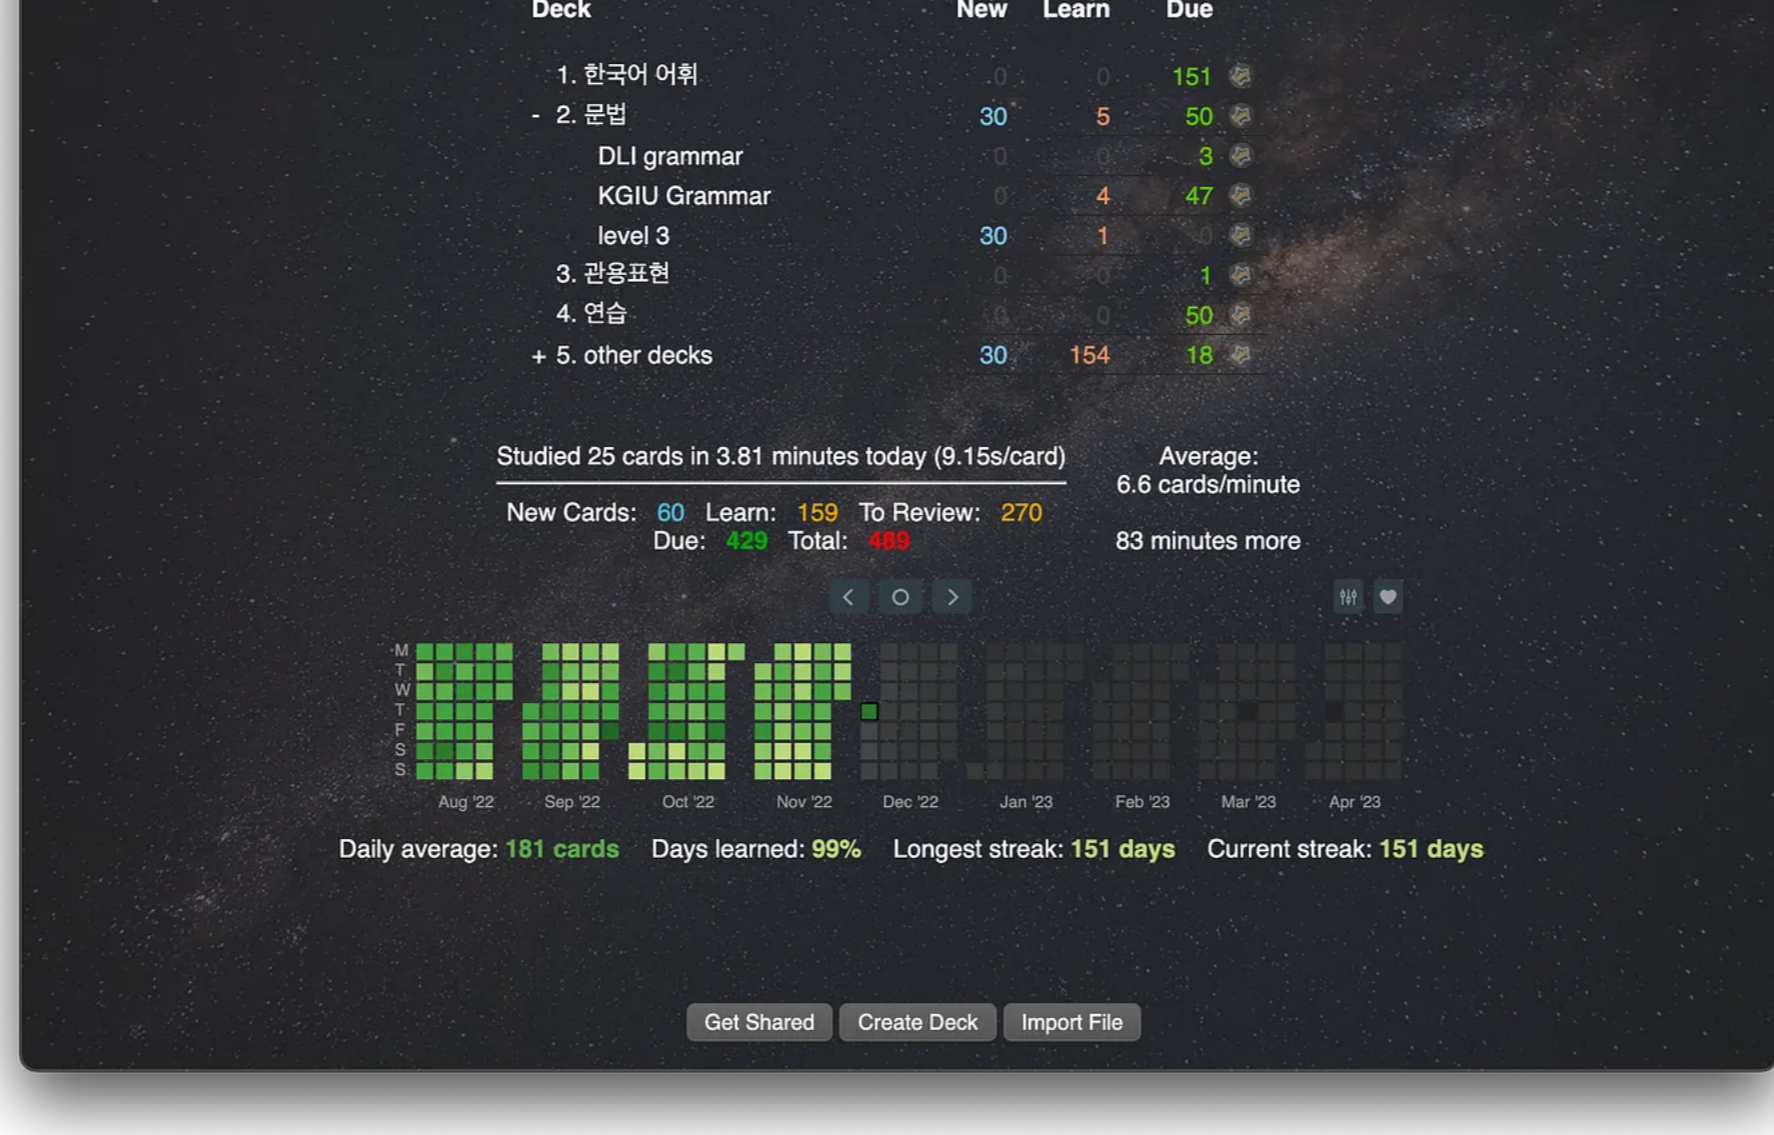 Deck New Learn Due
1. 한국어 어휘 0 0 151
- 2. 문법 30 5 50
DLI grammar 0 0 3
KGIU Grammar 0 4 47
level 3 30 1 0
3. 관용표현 0 0 1
4. 연습 0 0 50
+ 5. other decks 30 154 18
Studied 25 cards in 3.81 minutes today (9.15s/card)
New Cards: 60 Learn: 159 To Review: 270
Due: 429 Total: 489
Average:
6.6 cards/minute
83 minutes more
M
T
W
T
F
S
S
Aug '22 Sep '22 Oct '22 Nov '22 Dec '22 Jan '23 Feb '23 Mar '23 Apr '23
Daily average: 181 cards Days learned: 99% Longest streak: 151 days Current streak: 151 days
Get Shared Create Deck Import File